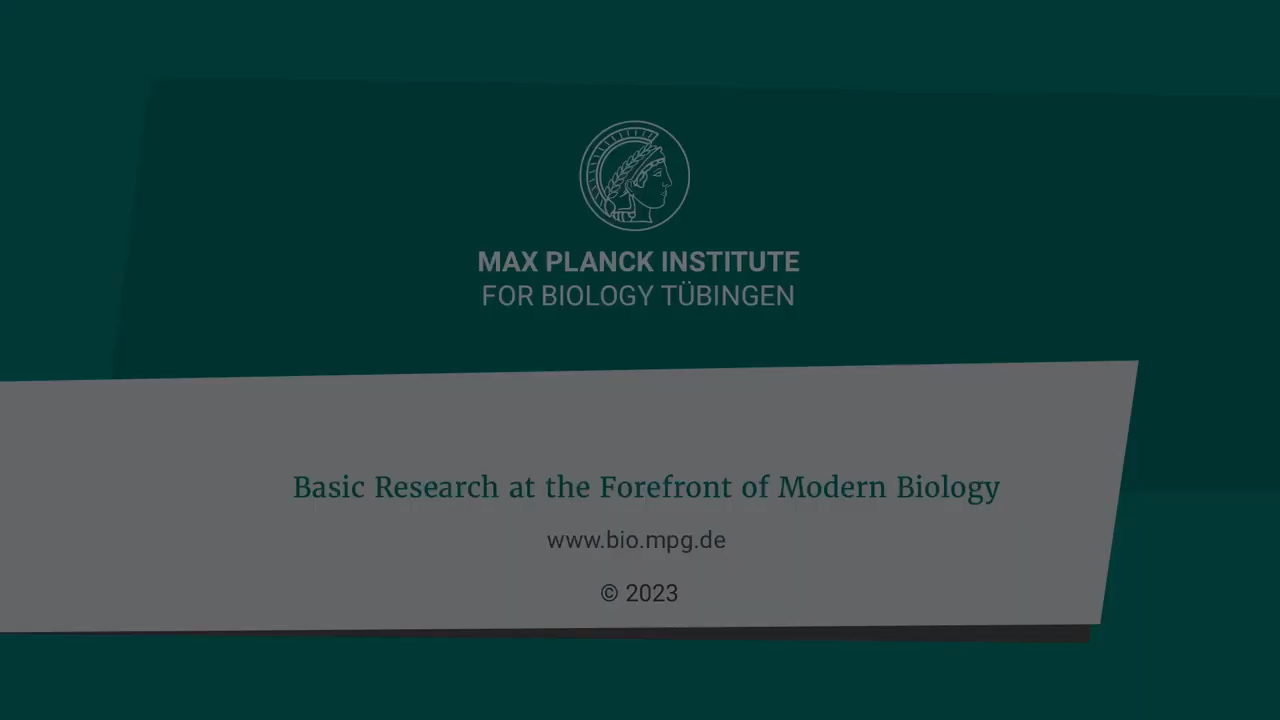 MAX PLANCK INSTITUTE
FOR BIOLOGY TÜBINGEN
Basic Research at the Forefront of Modern Biology
www.bio.mpg.de
© 2023